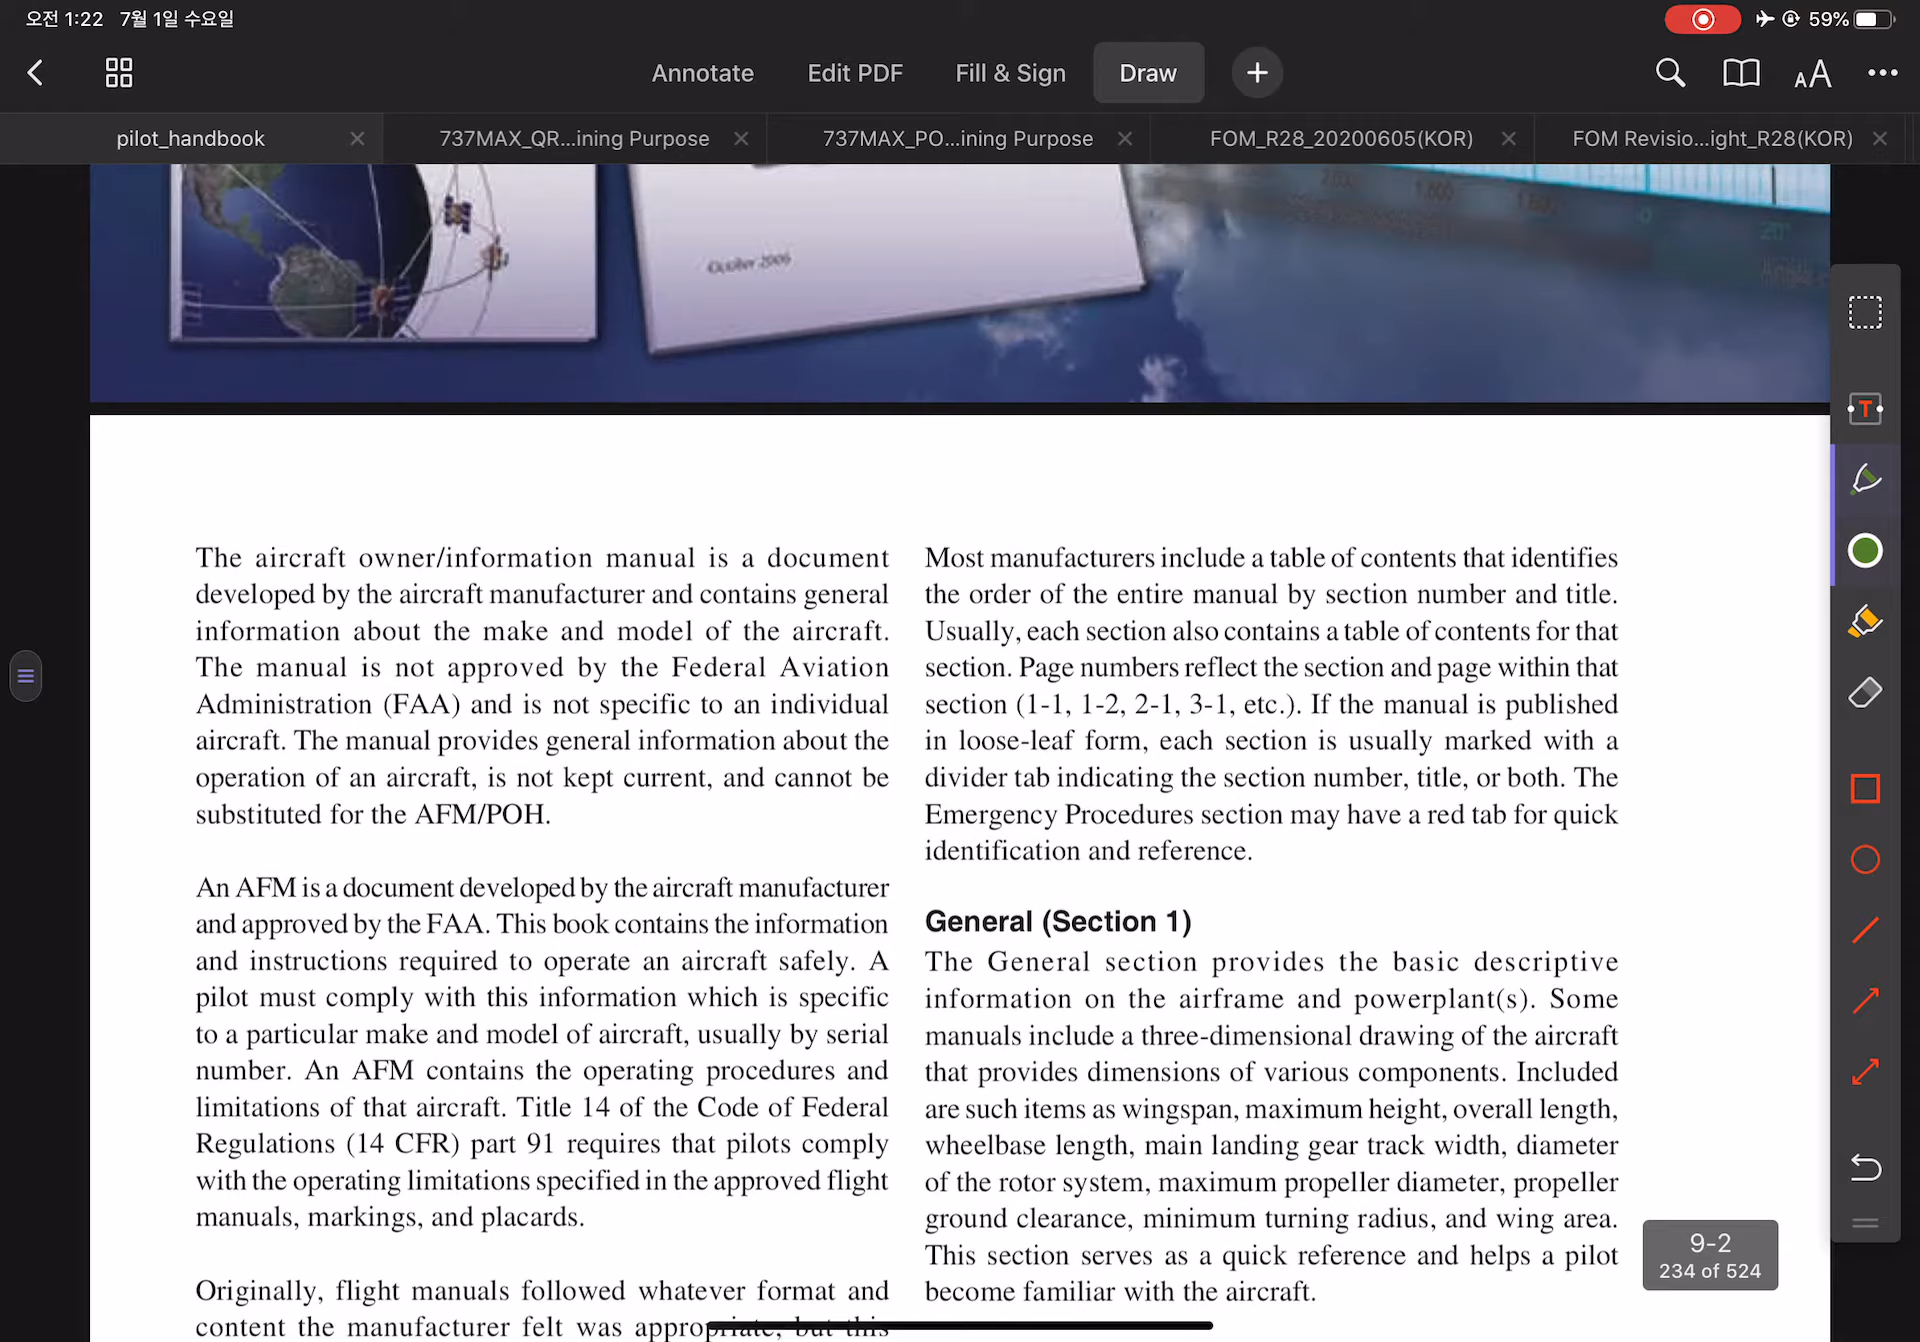 오전 1:22 7월 1일 수요일
59%
Annotate
Edit PDF
Fill & Sign
Draw
AA
pilot_handbook
737MAX_QR...ining Purpose
737MAX_PO...ining Purpose
FOM_R28_20200605(KOR)
FOM Revisio...ight_R28(KOR)
October 2006
The aircraft owner/information manual is a document
developed by the aircraft manufacturer and contains general
information about the make and model of the aircraft.
The manual is not approved by the Federal Aviation
Administration (FAA) and is not specific to an individual
aircraft. The manual provides general information about the
operation of an aircraft, is not kept current, and cannot be
substituted for the AFM/POH.
An AFM is a document developed by the aircraft manufacturer
and approved by the FAA. This book contains the information
and instructions required to operate an aircraft safely. A
pilot must comply with this information which is specific
to a particular make and model of aircraft, usually by serial
number. An AFM contains the operating procedures and
limitations of that aircraft. Title 14 of the Code of Federal
Regulations (14 CFR) part 91 requires that pilots comply
with the operating limitations specified in the approved flight
manuals, markings, and placards.
Originally, flight manuals followed whatever format and
content the manufacturer felt was appropriate, but this
Most manufacturers include a table of contents that identifies
the order of the entire manual by section number and title.
Usually, each section also contains a table of contents for that
section. Page numbers reflect the section and page within that
section (1-1, 1-2, 2-1, 3-1, etc.). If the manual is published
in loose-leaf form, each section is usually marked with a
divider tab indicating the section number, title, or both. The
Emergency Procedures section may have a red tab for quick
identification and reference.
General (Section 1)
The General section provides the basic descriptive
information on the airframe and powerplant(s). Some
manuals include a three-dimensional drawing of the aircraft
that provides dimensions of various components. Included
are such items as wingspan, maximum height, overall length,
wheelbase length, main landing gear track width, diameter
of the rotor system, maximum propeller diameter, propeller
ground clearance, minimum turning radius, and wing area.
This section serves as a quick reference and helps a pilot
become familiar with the aircraft.
T
9-2
234 of 524